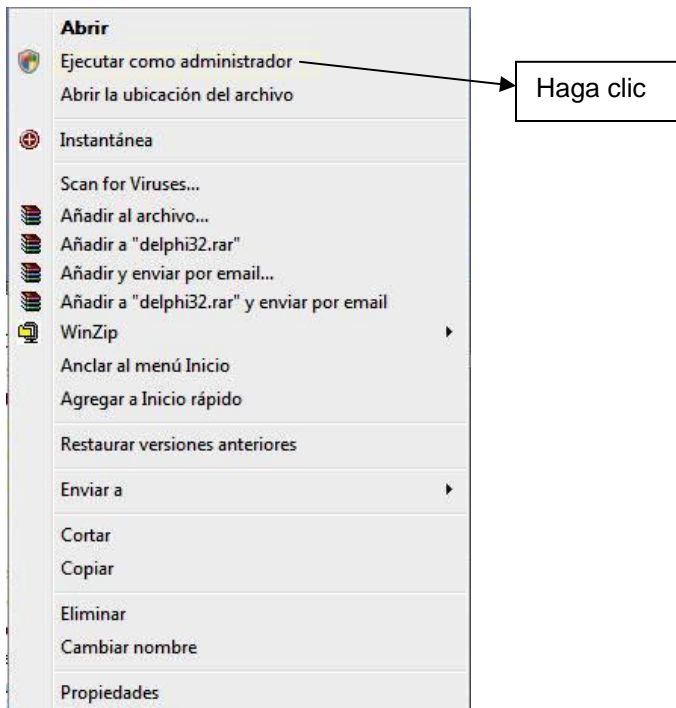 Abrir
Ejecutar como administrador
Haga clic
Abrir la ubicación del archivo
Instantánea
Scan for Viruses...
Añadir al archivo...
Añadir a "delphi32.rar"
Añadir y enviar por email...
Añadir a "delphi32.rar" y enviar por email
WinZip
Anclar al menú Inicio
Agregar a Inicio rápido
Restaurar versiones anteriores
Enviar a
Cortar
Copiar
Eliminar
Cambiar nombre
Propiedades